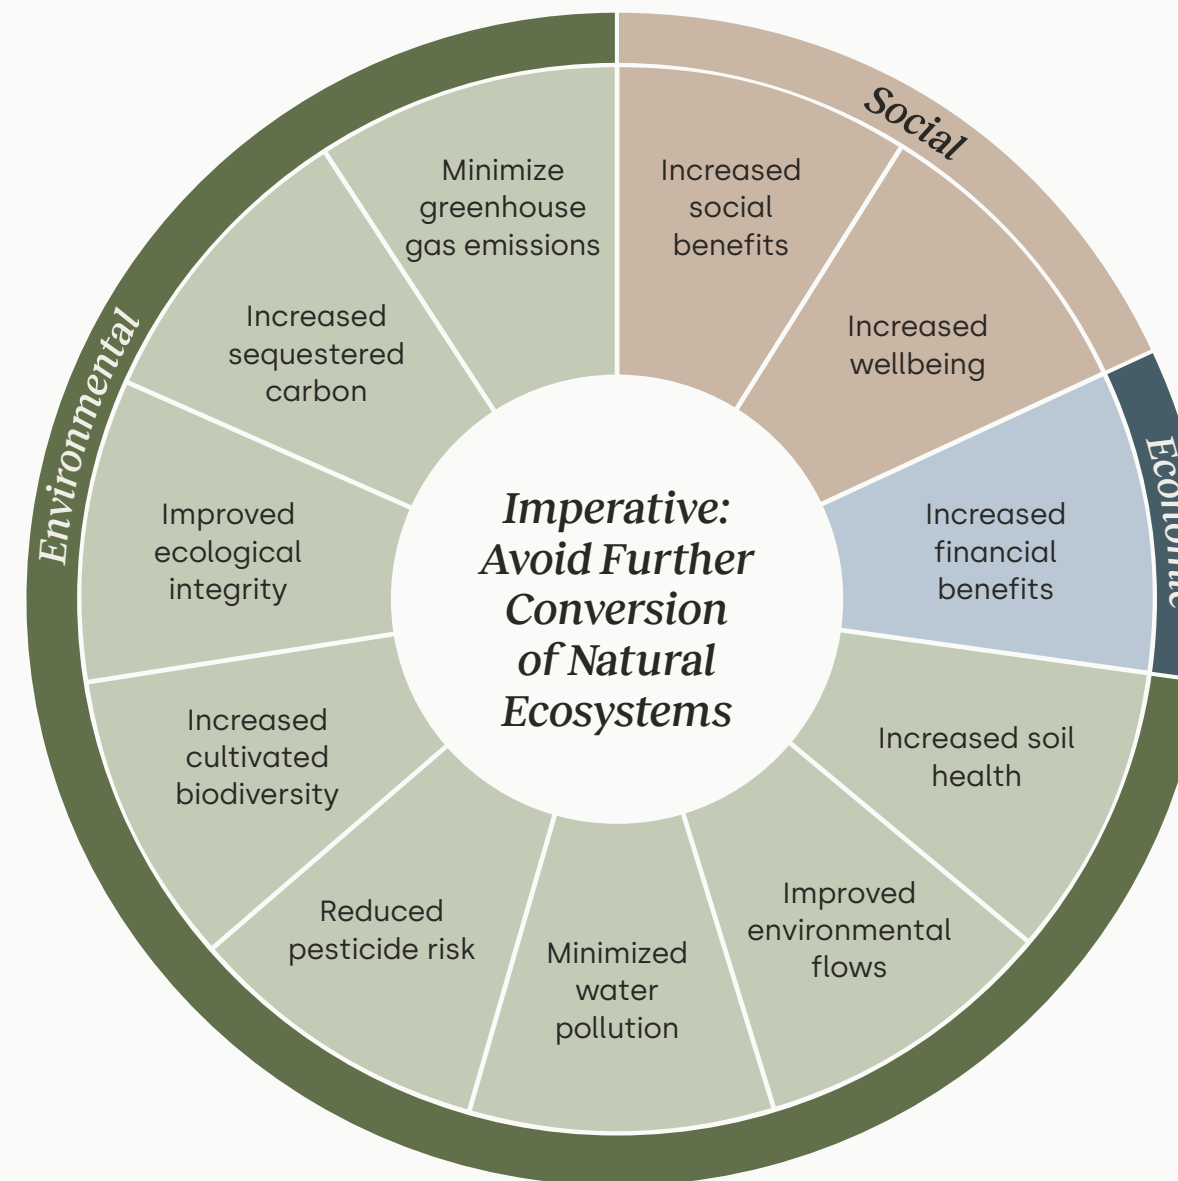 Social
Increased
social
benefits
Increased
wellbeing
Economic
Increased
financial
benefits
Increased soil
health
Improved
environmental
flows
Minimized
water
pollution
Reduced
pesticide risk
Increased
cultivated
biodiversity
Improved
ecological
integrity
Increased
sequestered
carbon
Minimize
greenhouse
gas emissions
Environmental
Imperative:
Avoid Further
Conversion
of Natural
Ecosystems